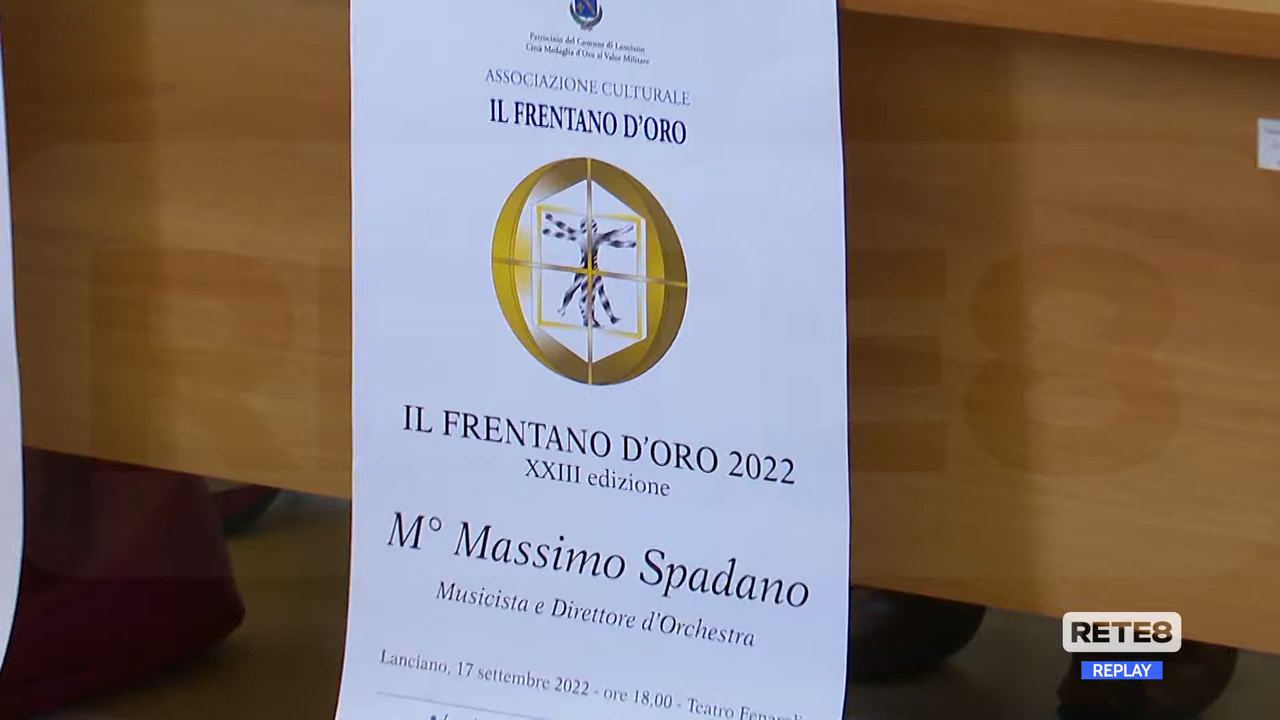 Patrocinio del Comune di Lanciano
Città Medaglia d'Oro al Valor Militare
ASSOCIAZIONE CULTURALE
IL FRENTANO D'ORO
IL FRENTANO D'ORO 2022
XXIII edizione
M° Massimo Spadano
Musicista e Direttore d'Orchestra
Lanciano, 17 settembre 2022 - ore 18,00 - Teatro
RETE8
RETE8
REPLAY